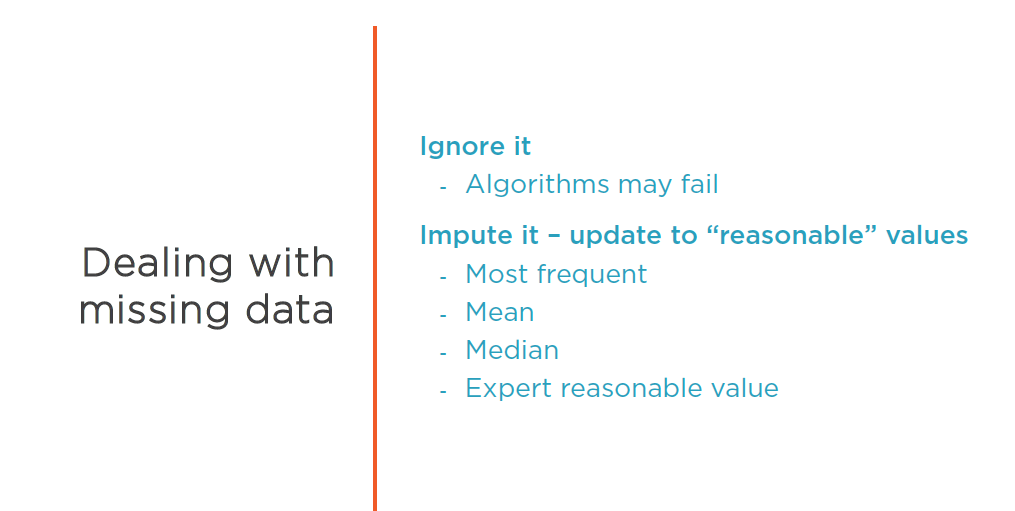 Dealing with
missing data
Ignore it
- Algorithms may fail
Impute it – update to “reasonable” values
- Most frequent
- Mean
- Median
- Expert reasonable value